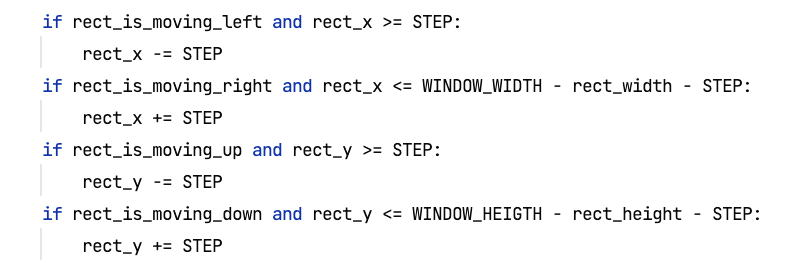 if rect_is_moving_left and rect_x >= STEP:
    rect_x -= STEP
if rect_is_moving_right and rect_x <= WINDOW_WIDTH - rect_width - STEP:
    rect_x += STEP
if rect_is_moving_up and rect_y >= STEP:
    rect_y -= STEP
if rect_is_moving_down and rect_y <= WINDOW_HEIGTH - rect_height - STEP:
    rect_y += STEP